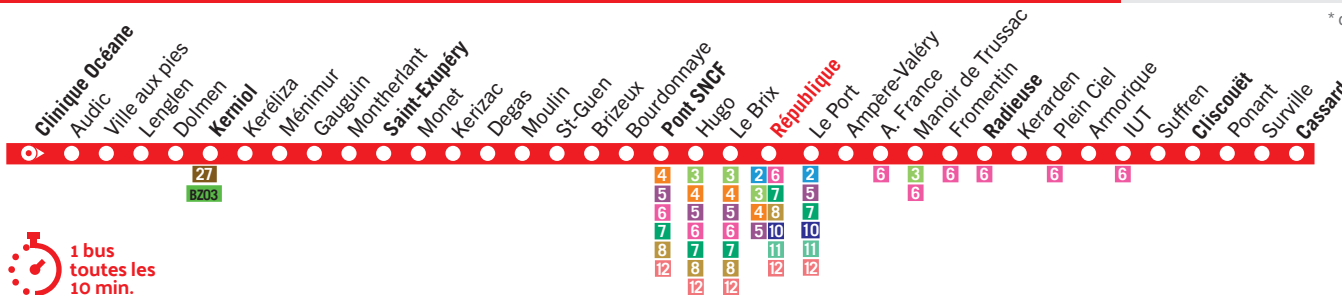 * c
Clinique Océane
Audic
Ville aux pies
Lenglen
Dolmen
Kermiol
Keréliza
Ménimur
Gauguin
Montherlant
Saint-Exupéry
Monet
Kerizac
Degas
Moulin
St-Guen
Brizeux
Bourdonnaye
Pont SNCF
Hugo
Le Brix
République
Le Port
Ampère-Valéry
A. France
Manoir de Trussac
Fromentin
Radieuse
Kerarden
Plein Ciel
Armorique
IUT
Suffren
Cliscouët
Ponant
Surville
Cassard
27
BZ03
4
5
6
7
8
12
3
4
5
6
7
8
12
3
4
5
6
7
8
12
2 6
3 7
4 8
5 10
11
12
2
5
7
10
11
12
6
3
6
6
6
6
6
1 bus
toutes les
10 min.